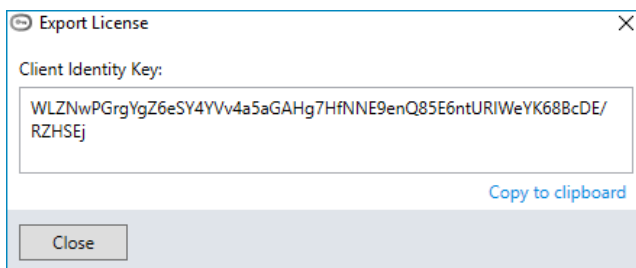 Export License
Client Identity Key:
WLZNwPGrgYgZ6eSY4YVv4a5aGAHg7HfNNE9enQ85E6ntURIWeYK68BcDE/
RZHSEj
Copy to clipboard
Close